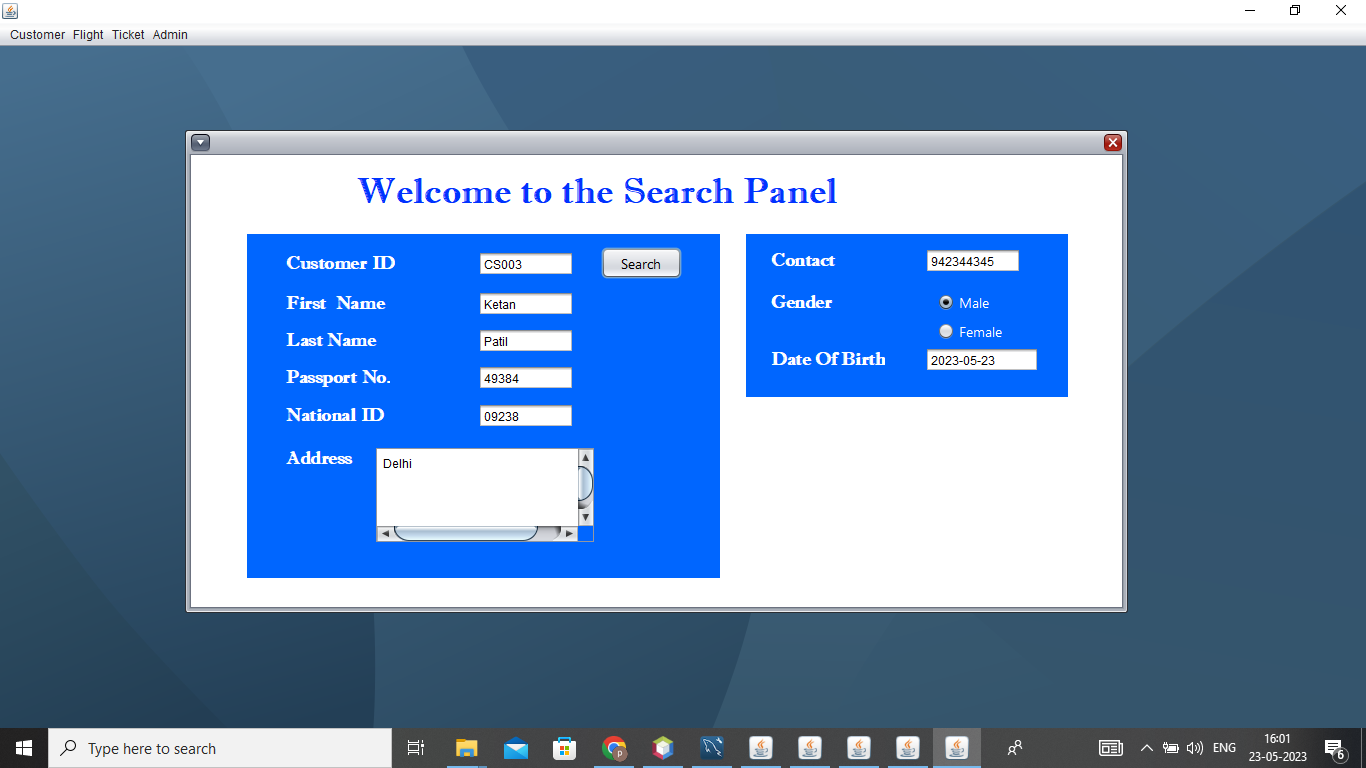 Customer Flight Ticket Admin
Welcome to the Search Panel
Customer ID CS003 Search
First Name Ketan
Last Name Patil
Passport No. 49384
National ID 09238
Address Delhi
Contact 942344345
Gender Male
Female
Date Of Birth 2023-05-23
Type here to search
P
ENG
16:01
23-05-2023
6